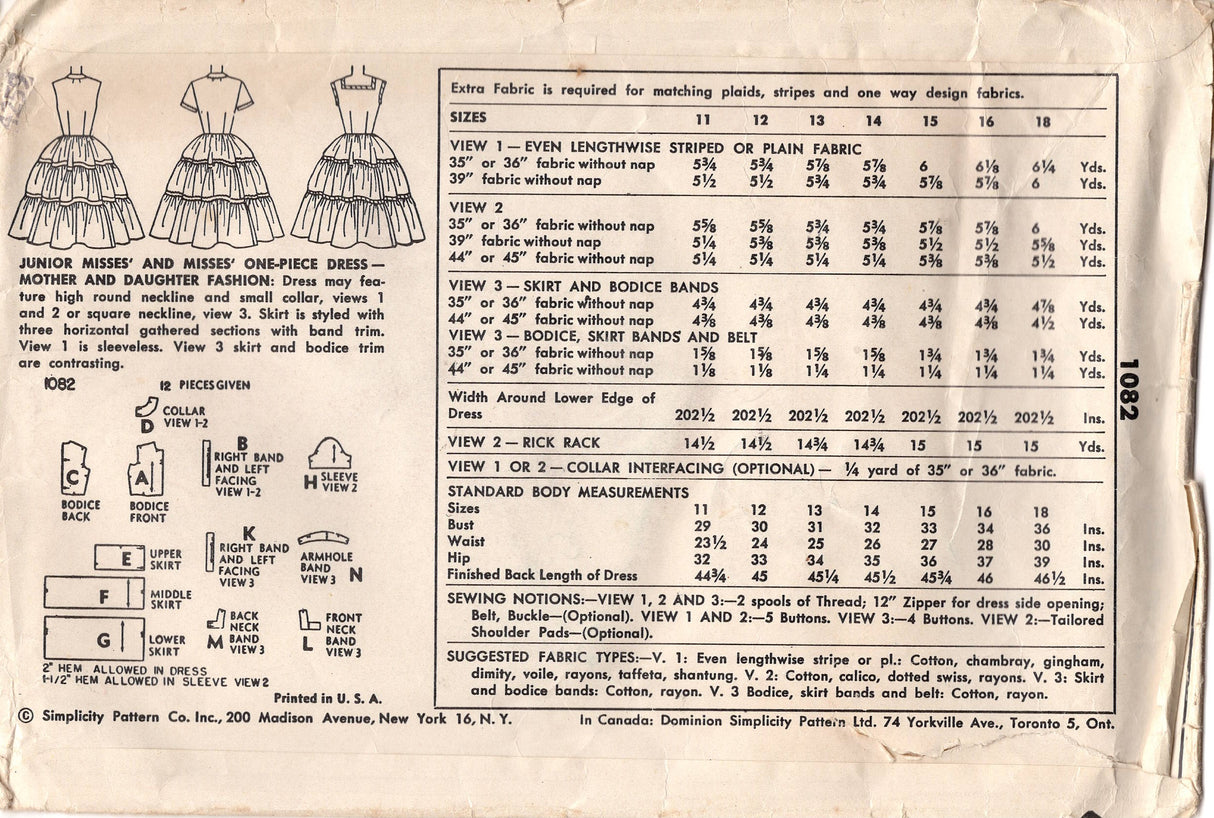 JUNIOR MISSES' AND MISSES' ONE-PIECE DRESS—
MOTHER AND DAUGHTER FASHION: Dress may fea-
ture high round neckline and small collar, views 1
and 2 or square neckline, view 3. Skirt is styled with
three horizontal gathered sections with band trim.
View 1 is sleeveless. View 3 skirt and bodice trim
are contrasting.
1082 12 PIECES GIVEN
COLLAR
D VIEW 1-2
C
BODICE
BACK
A
BODICE
FRONT
B
RIGHT BAND
AND LEFT
FACING
VIEW 1-2
H SLEEVE
VIEW 2
E UPPER
SKIRT
K
RIGHT BAND
AND LEFT
FACING
VIEW 3
ARMHOLE
BAND
VIEW 3 N
F MIDDLE
SKIRT
G LOWER
SKIRT
BACK
NECK
M BAND
VIEW 3
FRONT
NECK
L BAND
VIEW 3
2" HEM ALLOWED IN DRESS
1-1/2" HEM ALLOWED IN SLEEVE VIEW 2
Printed in U. S. A.
Extra Fabric is required for matching plaids, stripes and one way design fabrics.
SIZES 11 12 13 14 15 16 18
VIEW 1—EVEN LENGTHWISE STRIPED OR PLAIN FABRIC
35" or 36" fabric without nap 5¾ 5¾ 5⅞ 5⅞ 6 6⅛ 6¼ Yds.
39" fabric without nap 5½ 5½ 5¾ 5¾ 5⅞ 5⅞ 6 Yds.
VIEW 2
35" or 36" fabric without nap 5⅝ 5⅝ 5¾ 5¾ 5⅞ 5⅞ 6 Yds.
39" fabric without nap 5¼ 5⅜ 5⅜ 5⅜ 5½ 5½ 5⅝ Yds.
44" or 45" fabric without nap 5¼ 5¼ 5¼ 5¼ 5⅜ 5⅜ 5½ Yds.
VIEW 3—SKIRT AND BODICE BANDS
35" or 36" fabric without nap 4¾ 4¾ 4¾ 4¾ 4¾ 4¾ 4⅞ Yds.
44" or 45" fabric without nap 4⅜ 4⅜ 4⅜ 4⅜ 4⅜ 4⅜ 4½ Yds.
VIEW 3—BODICE, SKIRT BANDS AND BELT
35" or 36" fabric without nap 1⅝ 1⅝ 1⅝ 1⅝ 1¾ 1¾ 1¾ Yds.
44" or 45" fabric without nap 1⅛ 1⅛ 1¼ 1¼ 1¼ 1¼ 1¼ Yds.
Width Around Lower Edge of
Dress 202½ 202½ 202½ 202½ 202½ 202½ 202½ Ins.
VIEW 2—RICK RACK 14½ 14½ 14¾ 14¾ 15 15 15 Yds.
VIEW 1 OR 2—COLLAR INTERFACING (OPTIONAL)— ¼ yard of 35" or 36" fabric.
STANDARD BODY MEASUREMENTS
Sizes 11 12 13 14 15 16 18
Bust 29 30 31 32 33 34 36 Ins.
Waist 23½ 24 25 26 27 28 30 Ins.
Hip 32 33 34 35 36 37 39 Ins.
Finished Back Length of Dress 44¾ 45 45¼ 45½ 45¾ 46 46½ Ins.
SEWING NOTIONS:—VIEW 1, 2 AND 3:—2 spools of Thread; 12" Zipper for dress side opening;
Belt, Buckle—(Optional). VIEW 1 AND 2:—5 Buttons. VIEW 3:—4 Buttons. VIEW 2:—Tailored
Shoulder Pads—(Optional).
SUGGESTED FABRIC TYPES:—V. 1: Even lengthwise stripe or pl.: Cotton, chambray, gingham,
dimity, voile, rayons, taffeta, shantung. V. 2: Cotton, calico, dotted swiss, rayons. V. 3: Skirt
and bodice bands: Cotton, rayon. V. 3 Bodice, skirt bands and belt: Cotton, rayon.
1082
© Simplicity Pattern Co. Inc., 200 Madison Avenue, New York 16, N. Y. In Canada: Dominion Simplicity Pattern Ltd. 74 Yorkville Ave., Toronto 5, Ont.